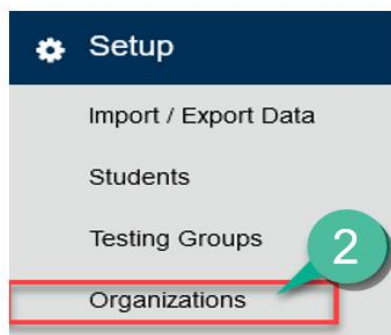 Setup
Import / Export Data
Students
Testing Groups
2
Organizations